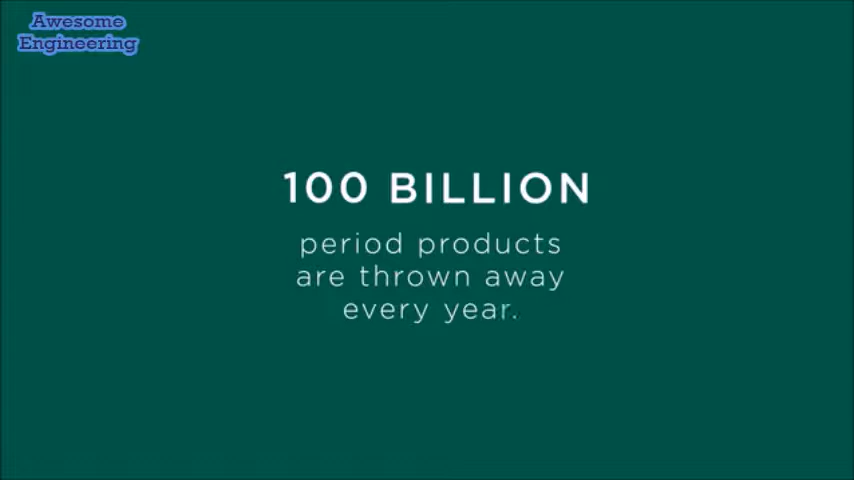 Awesome
Engineering
100 BILLION
period products
are thrown away
every year.